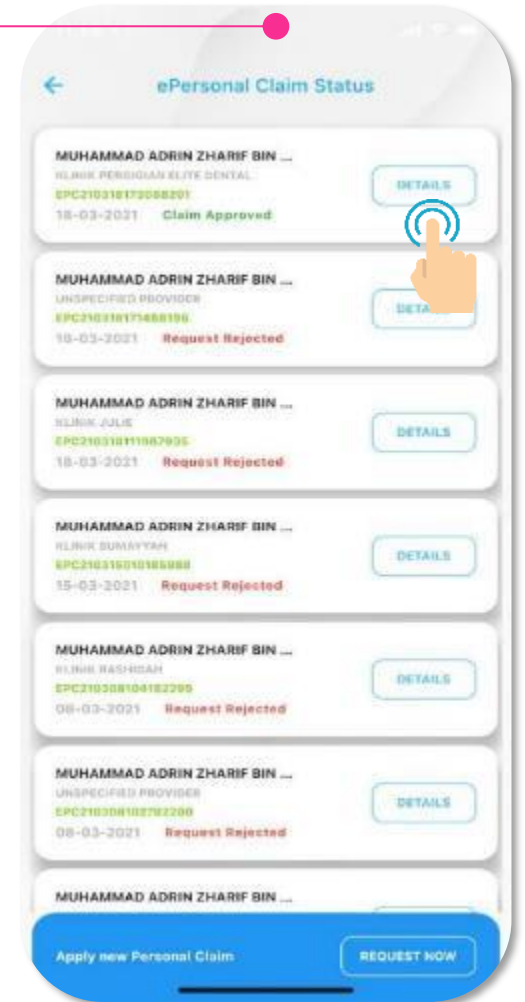 ePersonal Claim Status
MUHAMMAD ADRIN ZHARIF BIN ...
KLINIK PERGIGIAN ELITE DENTAL
DETAILS
18-03-2021 Claim Approved
MUHAMMAD ADRIN ZHARIF BIN ...
UNSPECIFIED PROVIDER
18-03-2021 Request Rejected
MUHAMMAD ADRIN ZHARIF BIN ...
KLINIK JULIE
DETAILS
18-03-2021 Request Rejected
MUHAMMAD ADRIN ZHARIF BIN ...
KLINIK SUMAYYAH
DETAILS
15-03-2021 Request Rejected
MUHAMMAD ADRIN ZHARIF BIN ...
KLINIK RASHIDAH
DETAILS
08-03-2021 Request Rejected
MUHAMMAD ADRIN ZHARIF BIN ...
UNSPECIFIED PROVIDER
DETAILS
08-03-2021 Request Rejected
MUHAMMAD ADRIN ZHARIF BIN ...
Apply new Personal Claim
REQUEST NOW